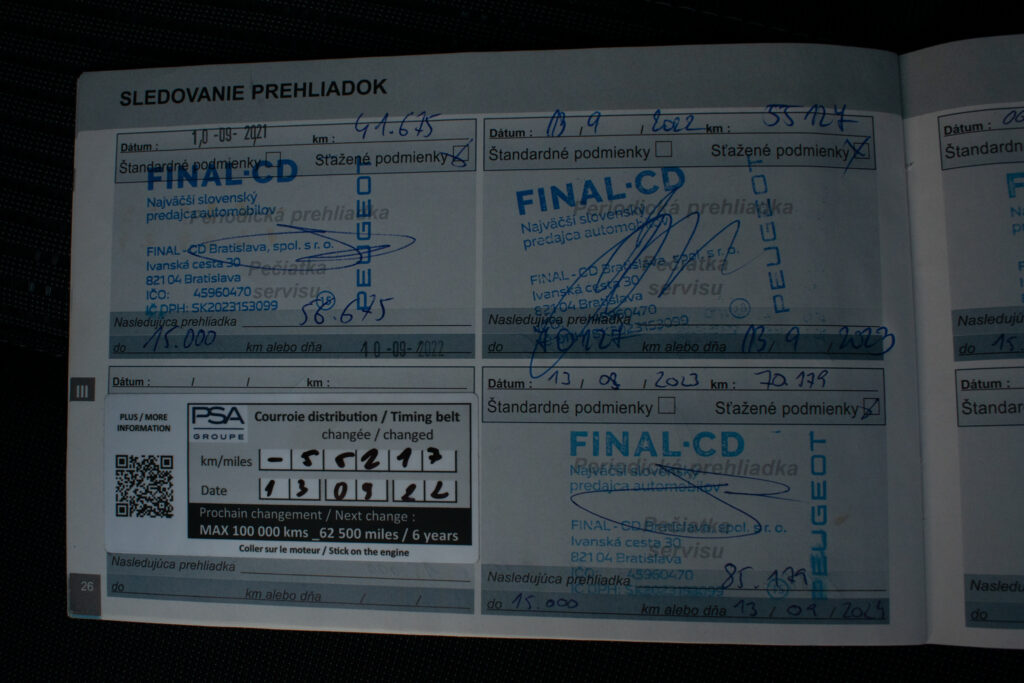 SLEDOVANIE PREHLIADOK
Dátum : 10-09-2021 km : 41.675
Štandardné podmienky Sťažené podmienky
FINAL-CD
Najväčší slovenský
predajca automobilov
Periodická prehliadka
FINAL - CD Bratislava, spol. s r. o.
Ivanská cesta 30
821 04 Bratislava
IČO: 45960470
IČ DPH: SK2023153099
PEUGEOT
Pečiatka
servisu
15
Nasledujúca prehliadka 58.675
do 15.000 km alebo dňa 10-09-2022
Dátum : 13, 9, 2022 km : 55127
Štandardné podmienky Sťažené podmienky
FINAL-CD
Najväčší slovenský
predajca automobilov
Periodická prehliadka
FINAL - CD Bratislava, spol. s r. o.
Ivanská cesta 30
821 04 Bratislava
PEUGEOT
Pečiatka
servisu
Nasledujúca prehliadka
do 70127 km alebo dňa 13, 9, 2023
Dátum : / / km :
PLUS / MORE
INFORMATION
PSA
GROUPE
Courroie distribution / Timing belt
changée / changed
km/miles - 55217
Date 13 09 22
Prochain changement / Next change :
MAX 100 000 kms _62 500 miles / 6 years
Coller sur le moteur / Stick on the engine
Nasledujúca prehliadka
do km alebo dňa / /
Dátum : 13, 09, 2023 km : 70.179
Štandardné podmienky Sťažené podmienky
FINAL-CD
Najväčší slovenský
predajca automobilov
Periodická prehliadka
FINAL - CD Bratislava, spol. s r. o.
Ivanská cesta 30
821 04 Bratislava
IČO: 45960470
IČ DPH: SK2023153099
PEUGEOT
Pečiatka
servisu
Nasledujúca prehliadka 85.179
do 15.000 km alebo dňa 13, 09, 2024
III
26
Dátum :
Štandardn
do 15.
Dátum :
Štandardn
do